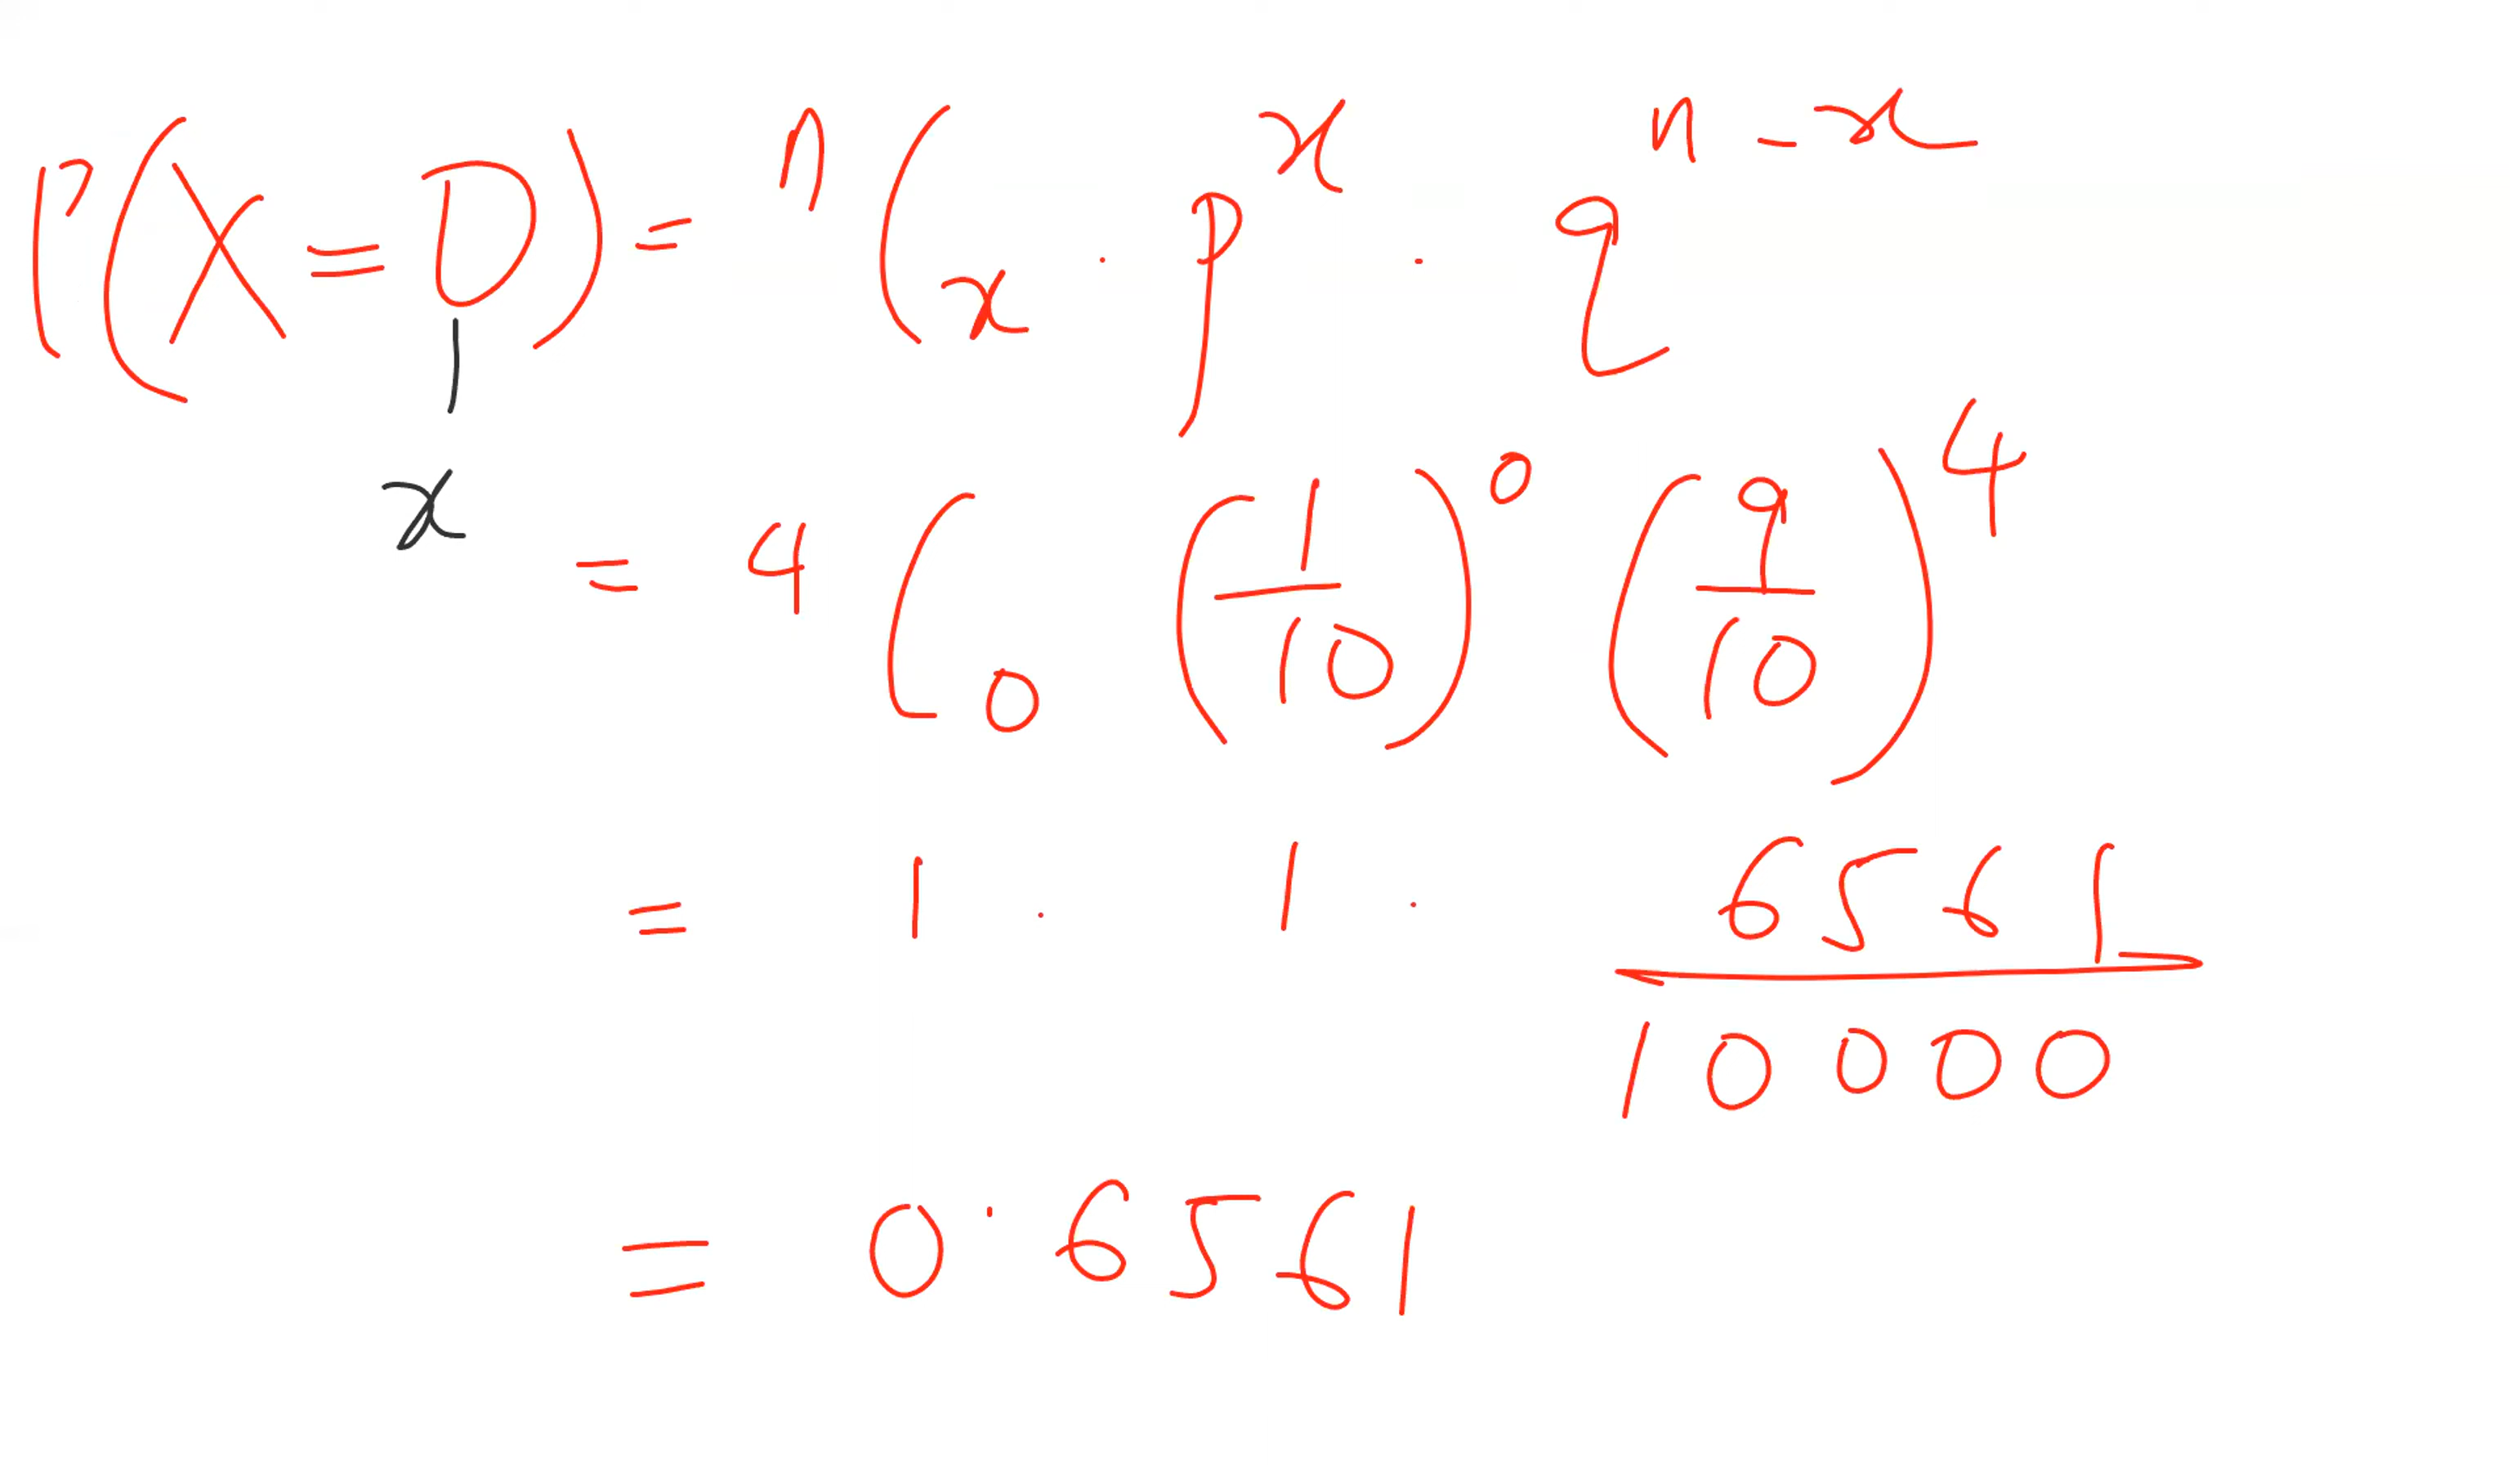 P(X = 0) = ⁿCₓ · pˣ · qⁿ⁻ˣ
x
= ⁴C₀ (1/10)⁰ (9/10)⁴
= 1 · 1 · 6561/10000
= 0·6561